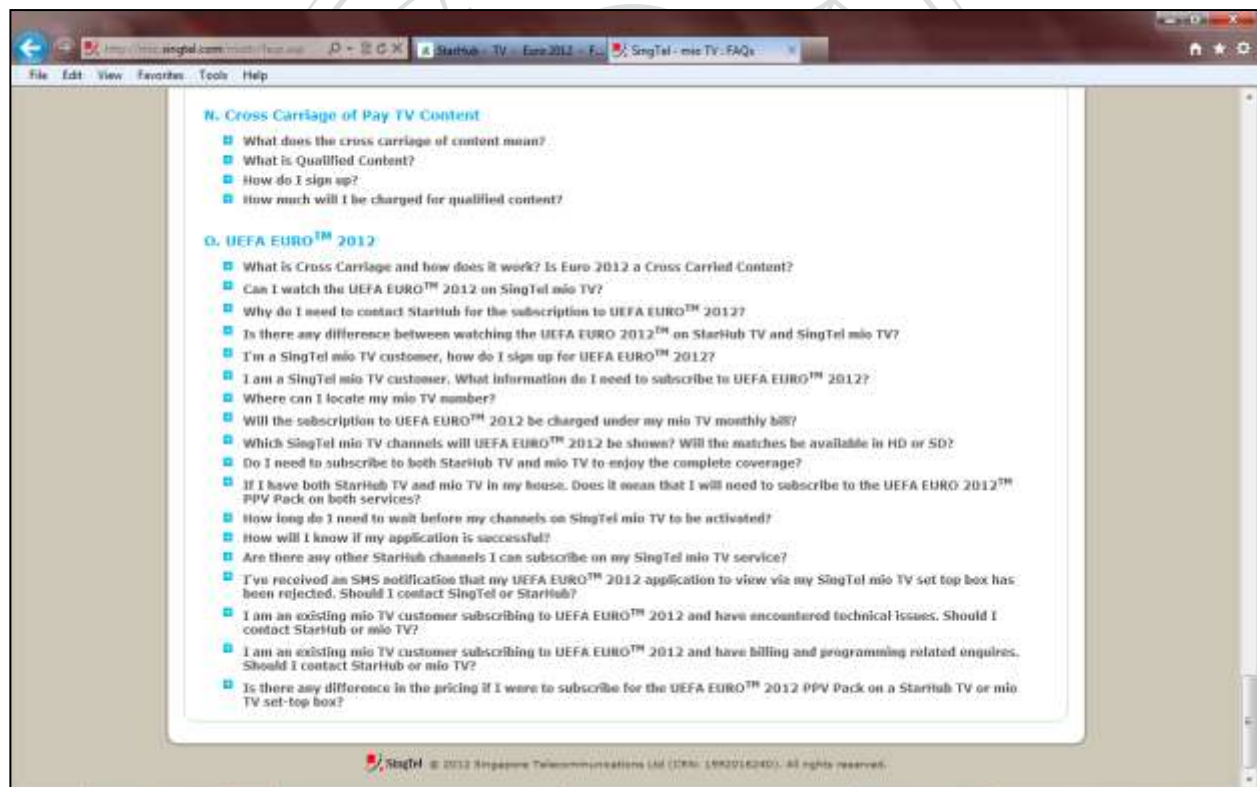 singtel.com
StarHub - TV - Euro 2012 - F...
SingTel - mio TV : FAQs
File Edit View Favorites Tools Help
N. Cross Carriage of Pay TV Content
What does the cross carriage of content mean?
What is Qualified Content?
How do I sign up?
How much will I be charged for qualified content?
O. UEFA EURO™ 2012
What is Cross Carriage and how does it work? Is Euro 2012 a Cross Carried Content?
Can I watch the UEFA EURO™ 2012 on SingTel mio TV?
Why do I need to contact StarHub for the subscription to UEFA EURO™ 2012?
Is there any difference between watching the UEFA EURO 2012™ on StarHub TV and SingTel mio TV?
I'm a SingTel mio TV customer, how do I sign up for UEFA EURO™ 2012?
I am a SingTel mio TV customer. What information do I need to subscribe to UEFA EURO™ 2012?
Where can I locate my mio TV number?
Will the subscription to UEFA EURO™ 2012 be charged under my mio TV monthly bill?
Which SingTel mio TV channels will UEFA EURO™ 2012 be shown? Will the matches be available in HD or SD?
Do I need to subscribe to both StarHub TV and mio TV to enjoy the complete coverage?
If I have both StarHub TV and mio TV in my house. Does it mean that I will need to subscribe to the UEFA EURO 2012™
PPV Pack on both services?
How long do I need to wait before my channels on SingTel mio TV to be activated?
How will I know if my application is successful?
Are there any other StarHub channels I can subscribe on my SingTel mio TV service?
I've received an SMS notification that my UEFA EURO™ 2012 application to view via my SingTel mio TV set top box has
been rejected. Should I contact SingTel or StarHub?
I am an existing mio TV customer subscribing to UEFA EURO™ 2012 and have encountered technical issues. Should I
contact StarHub or mio TV?
I am an existing mio TV customer subscribing to UEFA EURO™ 2012 and have billing and programming related enquires.
Should I contact StarHub or mio TV?
Is there any difference in the pricing if I were to subscribe for the UEFA EURO™ 2012 PPV Pack on a StarHub TV or mio
TV set-top box?
SingTel © 2012 Singapore Telecommunications Ltd (CRN: 199201624D). All rights reserved.